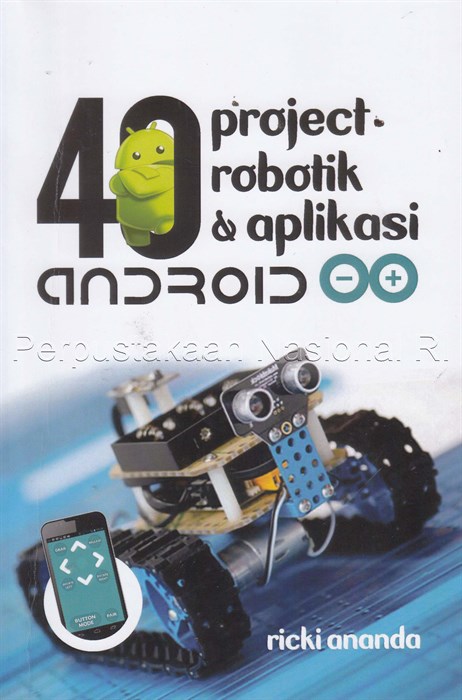 40 project
robotik
& aplikasi
ANDROID
Perpustakaan Nasional R.I
BUTTON
MODE
ricki ananda